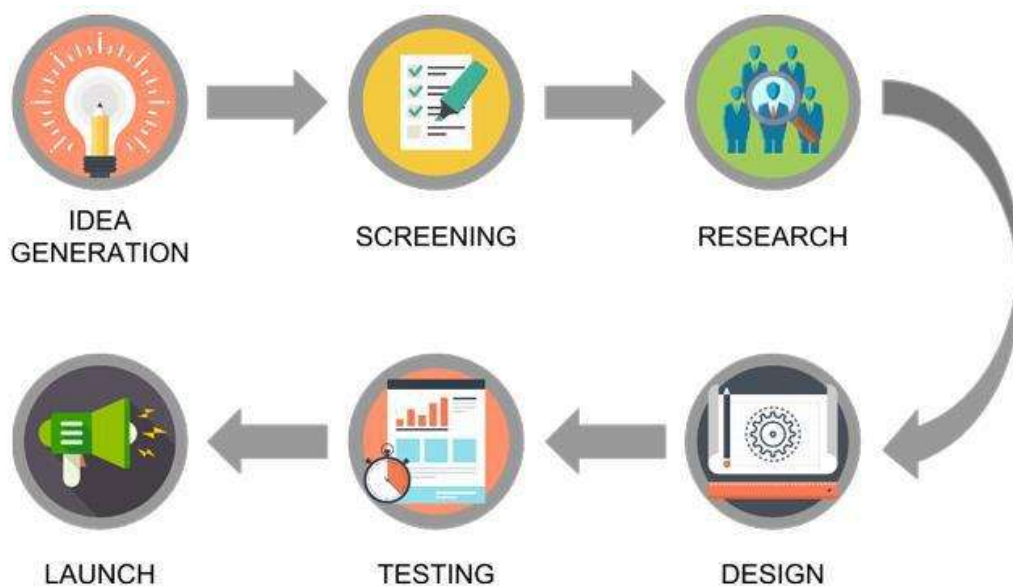 IDEA
GENERATION
SCREENING
RESEARCH
LAUNCH
TESTING
DESIGN